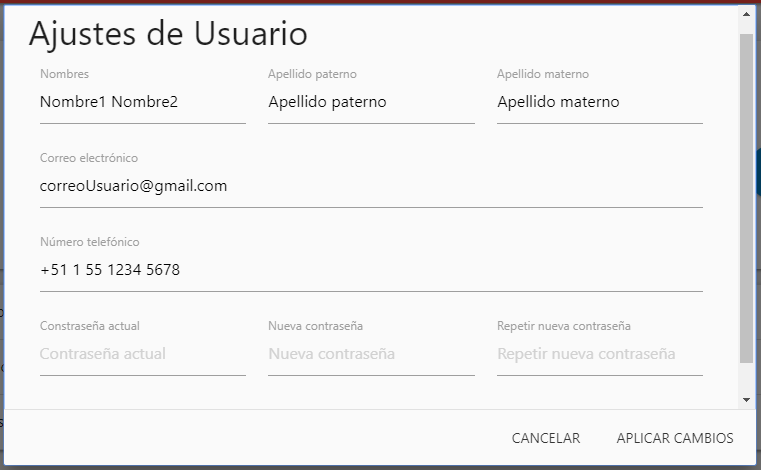 Ajustes de Usuario
Nombres Apellido paterno Apellido materno
Nombre1 Nombre2 Apellido paterno Apellido materno
Correo electrónico
correoUsuario@gmail.com
Número telefónico
+51 1 55 1234 5678
Constraseña actual Nueva contraseña Repetir nueva contraseña
Contraseña actual Nueva contraseña Repetir nueva contraseña
CANCELAR APLICAR CAMBIOS